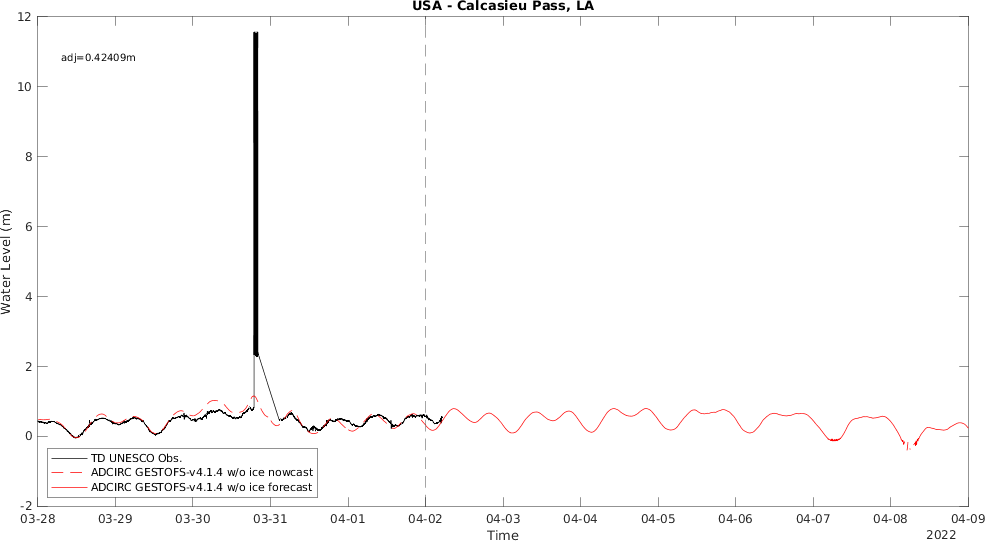 USA - Calcasieu Pass, LA
12
10
8
6
4
2
0
-2
Water Level (m)
adj=0.42409m
TD UNESCO Obs.
ADCIRC GESTOFS-v4.1.4 w/o ice nowcast
ADCIRC GESTOFS-v4.1.4 w/o ice forecast
03-28 03-29 03-30 03-31 04-01 04-02 04-03 04-04 04-05 04-06 04-07 04-08 04-09
Time
2022